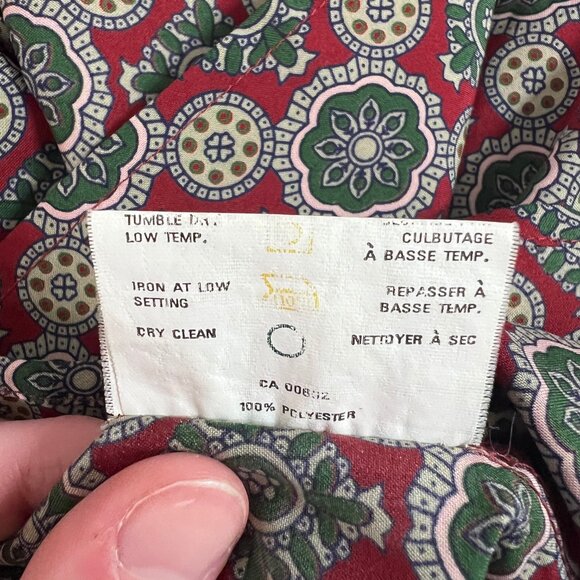 TUMBLE
LOW TEMP.
CULBUTAGE
À BASSE TEMP.
IRON AT LOW
SETTING
REPASSER À
BASSE TEMP.
DRY CLEAN
NETTOYER À SEC
CA
100% POLYESTER